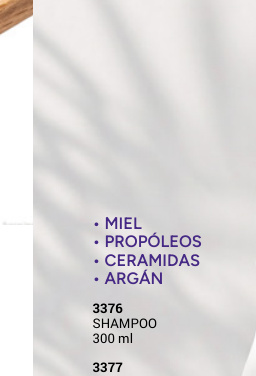 • MIEL
• PROPÓLEOS
• CERAMIDAS
• ARGÁN
3376
SHAMPOO
300 ml
3377